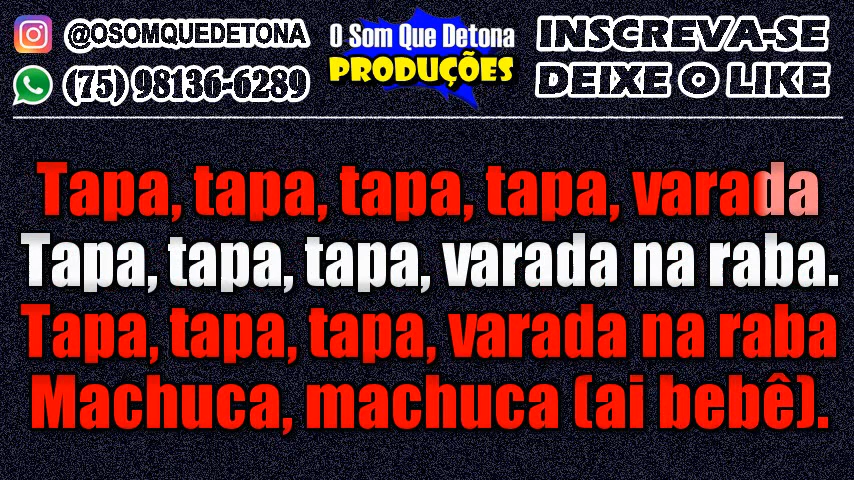 @OSOMQUEDETONA
(75) 98136-6289
O Som Que Detona
PRODUÇÕES
INSCREVA-SE
DEIXE O LIKE
Tapa, tapa, tapa, tapa, varada
Tapa, tapa, tapa, varada na raba.
Tapa, tapa, tapa, varada na raba
Machuca, machuca (ai bebê).